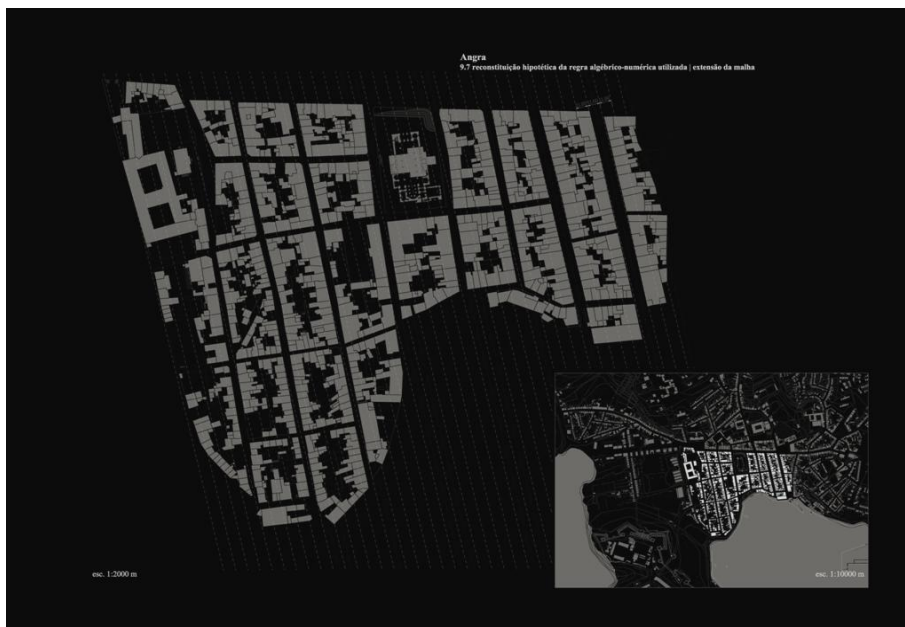 Angra
9.7 reconstituição hipotética da regra algébrico-numérica utilizada | extensão da malha
esc. 1:2000 m
esc. 1:10000 m